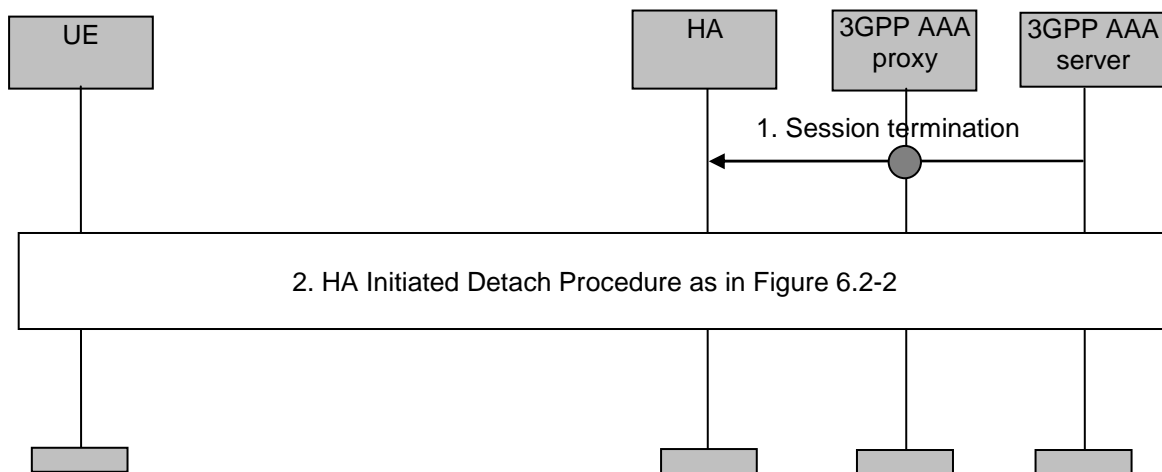 UE
HA
3GPP AAA
proxy
3GPP AAA
server
1. Session termination
2. HA Initiated Detach Procedure as in Figure 6.2-2